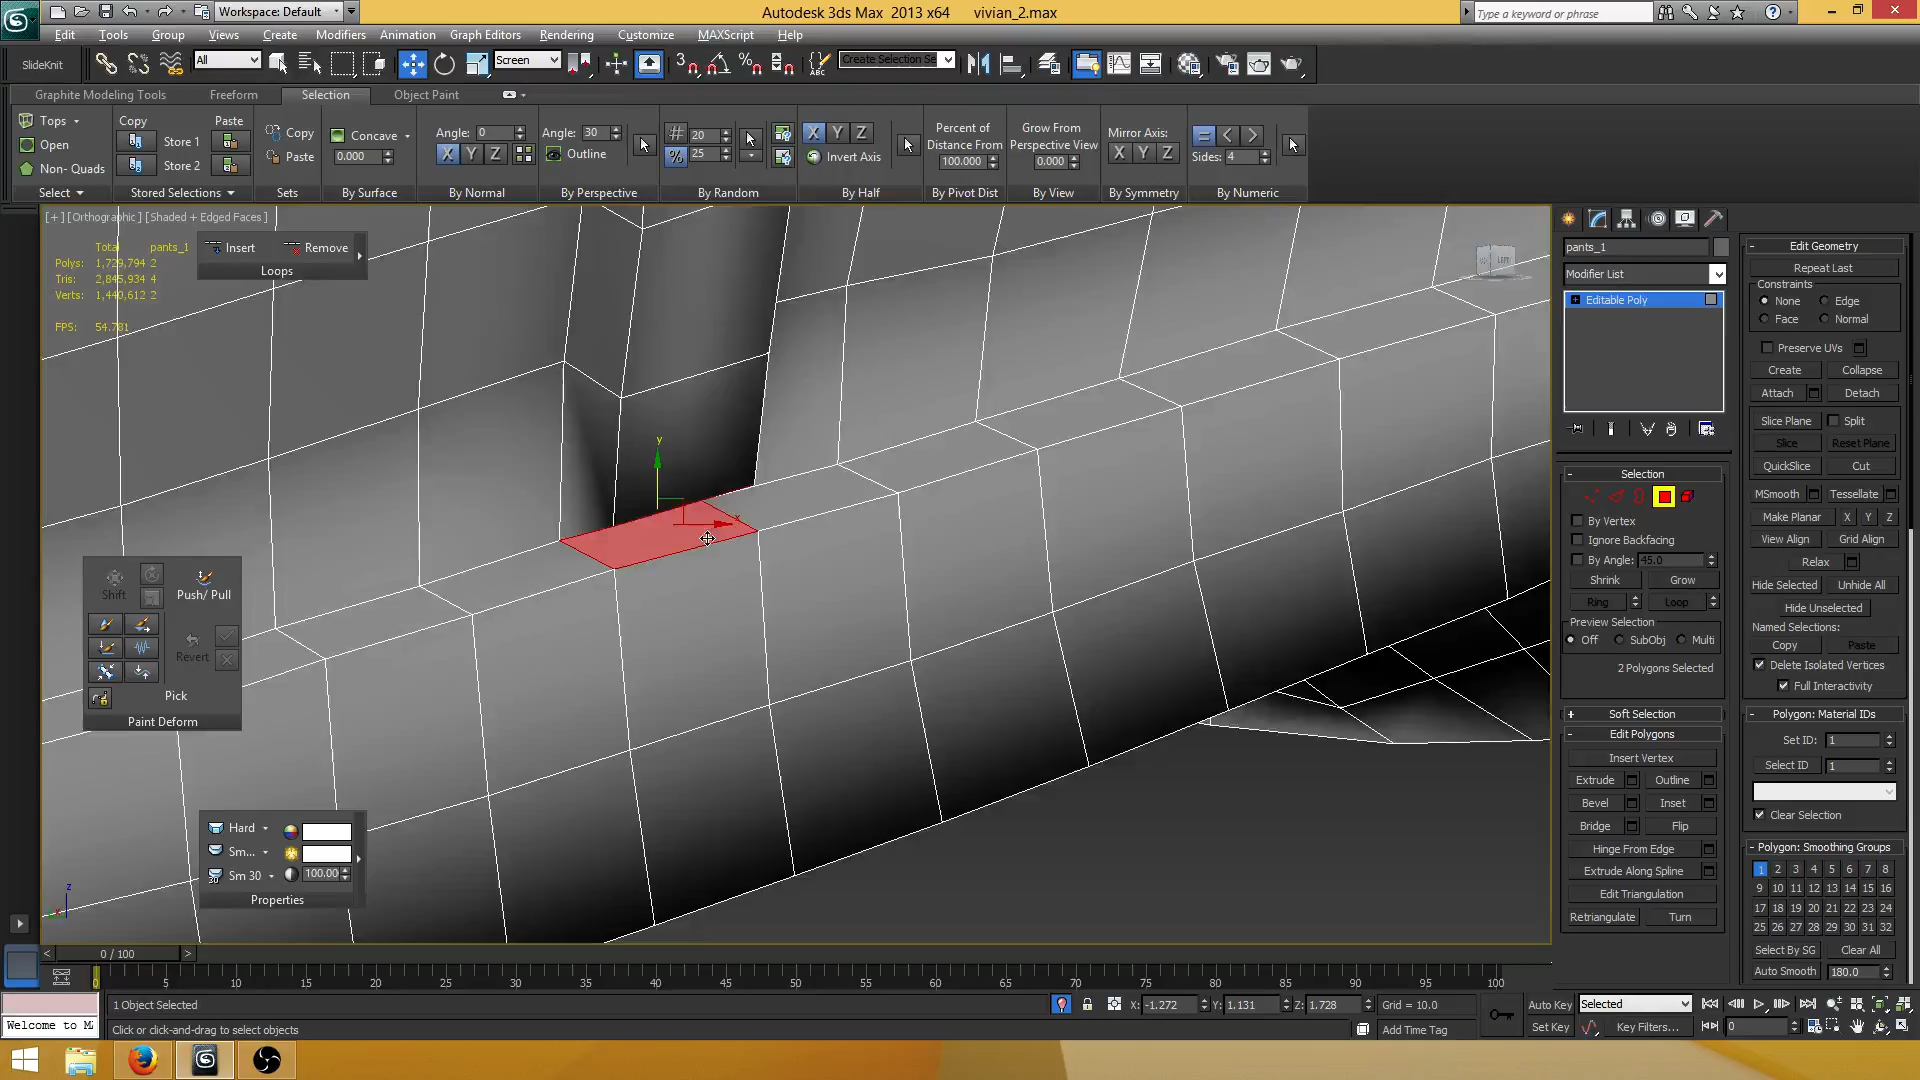 Workspace: Default
Autodesk 3ds Max  2013 x64    vivian_2.max
Type a keyword or phrase
Edit
Tools
Group
Views
Create
Modifiers
Animation
Graph Editors
Rendering
Customize
MAXScript
Help
SlideKnit
All
Screen
Create Selection Se
Graphite Modeling Tools
Freeform
Selection
Object Paint
Tops
Open
Non- Quads
Select
Copy
Paste
Store 1
Store 2
Stored Selections
Copy
Paste
Sets
Concave
0.000
By Surface
Angle: 0
X Y Z
By Normal
Angle: 30
Outline
By Perspective
20
25
By Random
X Y Z
Invert Axis
By Half
Percent of
Distance From
100.000
By Pivot Dist
Grow From
Perspective View
0.000
By View
Mirror Axis:
X Y Z
By Symmetry
= < >
Sides: 4
By Numeric
[+] [Orthographic] [Shaded + Edged Faces]
Total pants_1
Polys: 1,729,794 2
Tris: 2,845,934 4
Verts: 1,440,612 2
FPS:
Insert
Remove
Loops
y
x
Shift
Push/ Pull
Revert
Pick
Paint Deform
Hard
Sm...
Sm 30
100.00
Properties
z
pants_1
Modifier List
Editable Poly
Selection
By Vertex
Ignore Backfacing
By Angle: 45.0
Shrink
Grow
Ring
Loop
Preview Selection
Off
SubObj
Multi
2 Polygons Selected
Soft Selection
Edit Polygons
Insert Vertex
Extrude
Outline
Bevel
Inset
Bridge
Flip
Hinge From Edge
Extrude Along Spline
Edit Triangulation
Retriangulate
Turn
Edit Geometry
Repeat Last
Constraints
None
Edge
Face
Normal
Preserve UVs
Create
Collapse
Attach
Detach
Slice Plane
Split
Slice
Reset Plane
QuickSlice
Cut
MSmooth
Tessellate
Make Planar
X Y Z
View Align
Grid Align
Relax
Hide Selected
Unhide All
Hide Unselected
Named Selections:
Copy
Paste
Delete Isolated Vertices
Full Interactivity
Polygon: Material IDs
Set ID: 1
Select ID 1
Clear Selection
Polygon: Smoothing Groups
1 2 3 4 5 6 7 8
9 10 11 12 13 14 15 16
17 18 19 20 21 22 23 24
25 26 27 28 29 30 31 32
Select By SG
Clear All
Auto Smooth
180.0
< 0 / 100 >
0 5 10 15 20 25 30 35 40 45 50 55 60 65 70 75 80 85 90 95 100
1 Object Selected
X: -1.272
Y: 1.131
Z: 1.728
Grid = 10.0
Auto Key
Selected
Welcome to M
Click or click-and-drag to select objects
Add Time Tag
Set Key
Key Filters...
0